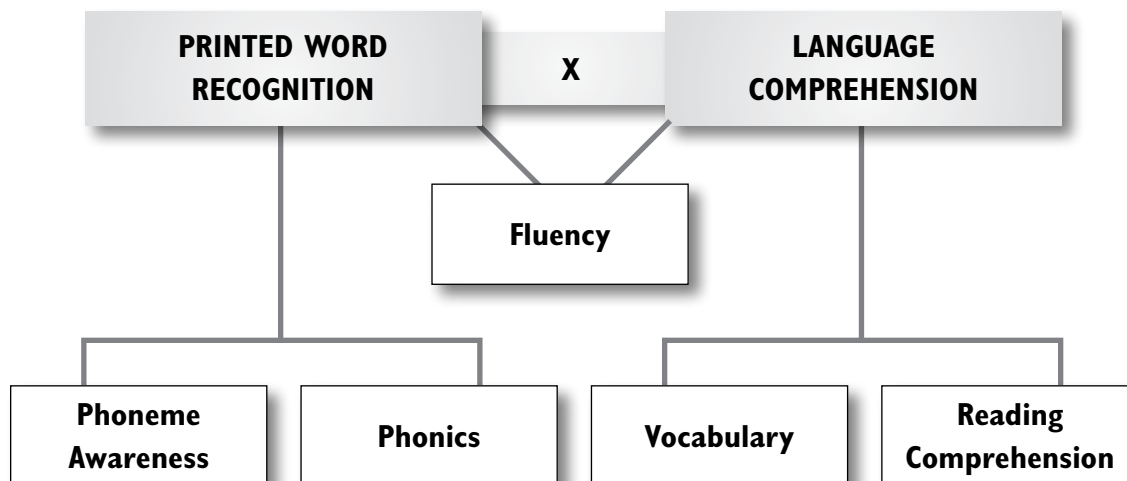 PRINTED WORD
RECOGNITION
X
LANGUAGE
COMPREHENSION
Fluency
Phoneme
Awareness
Phonics
Vocabulary
Reading
Comprehension